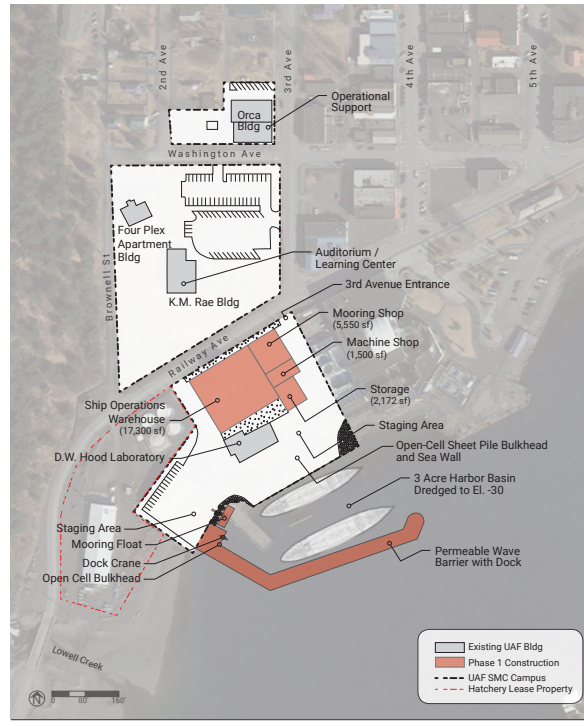 2nd Ave
3rd Ave
4th Ave
5th Ave
Operational
Support
Orca
Bldg
Washington Ave
Brownell St
Four Plex
Apartment
Bldg
Auditorium /
Learning Center
K.M. Rae Bldg
3rd Avenue Entrance
Railway Ave
Mooring Shop
(5,550 sf)
Machine Shop
(1,500 sf)
Storage
(2,172 sf)
Ship Operations
Warehouse
(17,300 sf)
Staging Area
Open-Cell Sheet Pile Bulkhead
and Sea Wall
D.W. Hood Laboratory
3 Acre Harbor Basin
Dredged to El. -30
Staging Area
Mooring Float
Dock Crane
Open Cell Bulkhead
Permeable Wave
Barrier with Dock
Lowell Creek
Existing UAF Bldg
Phase 1 Construction
UAF SMC Campus
Hatchery Lease Property
N
0 80' 160'